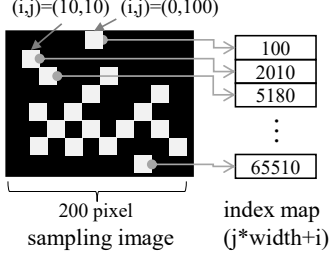 (i,j)=(10,10) (i,j)=(0,100)
100
2010
5180
⋮
65510
200 pixel
sampling image
index map
(j*width+i)